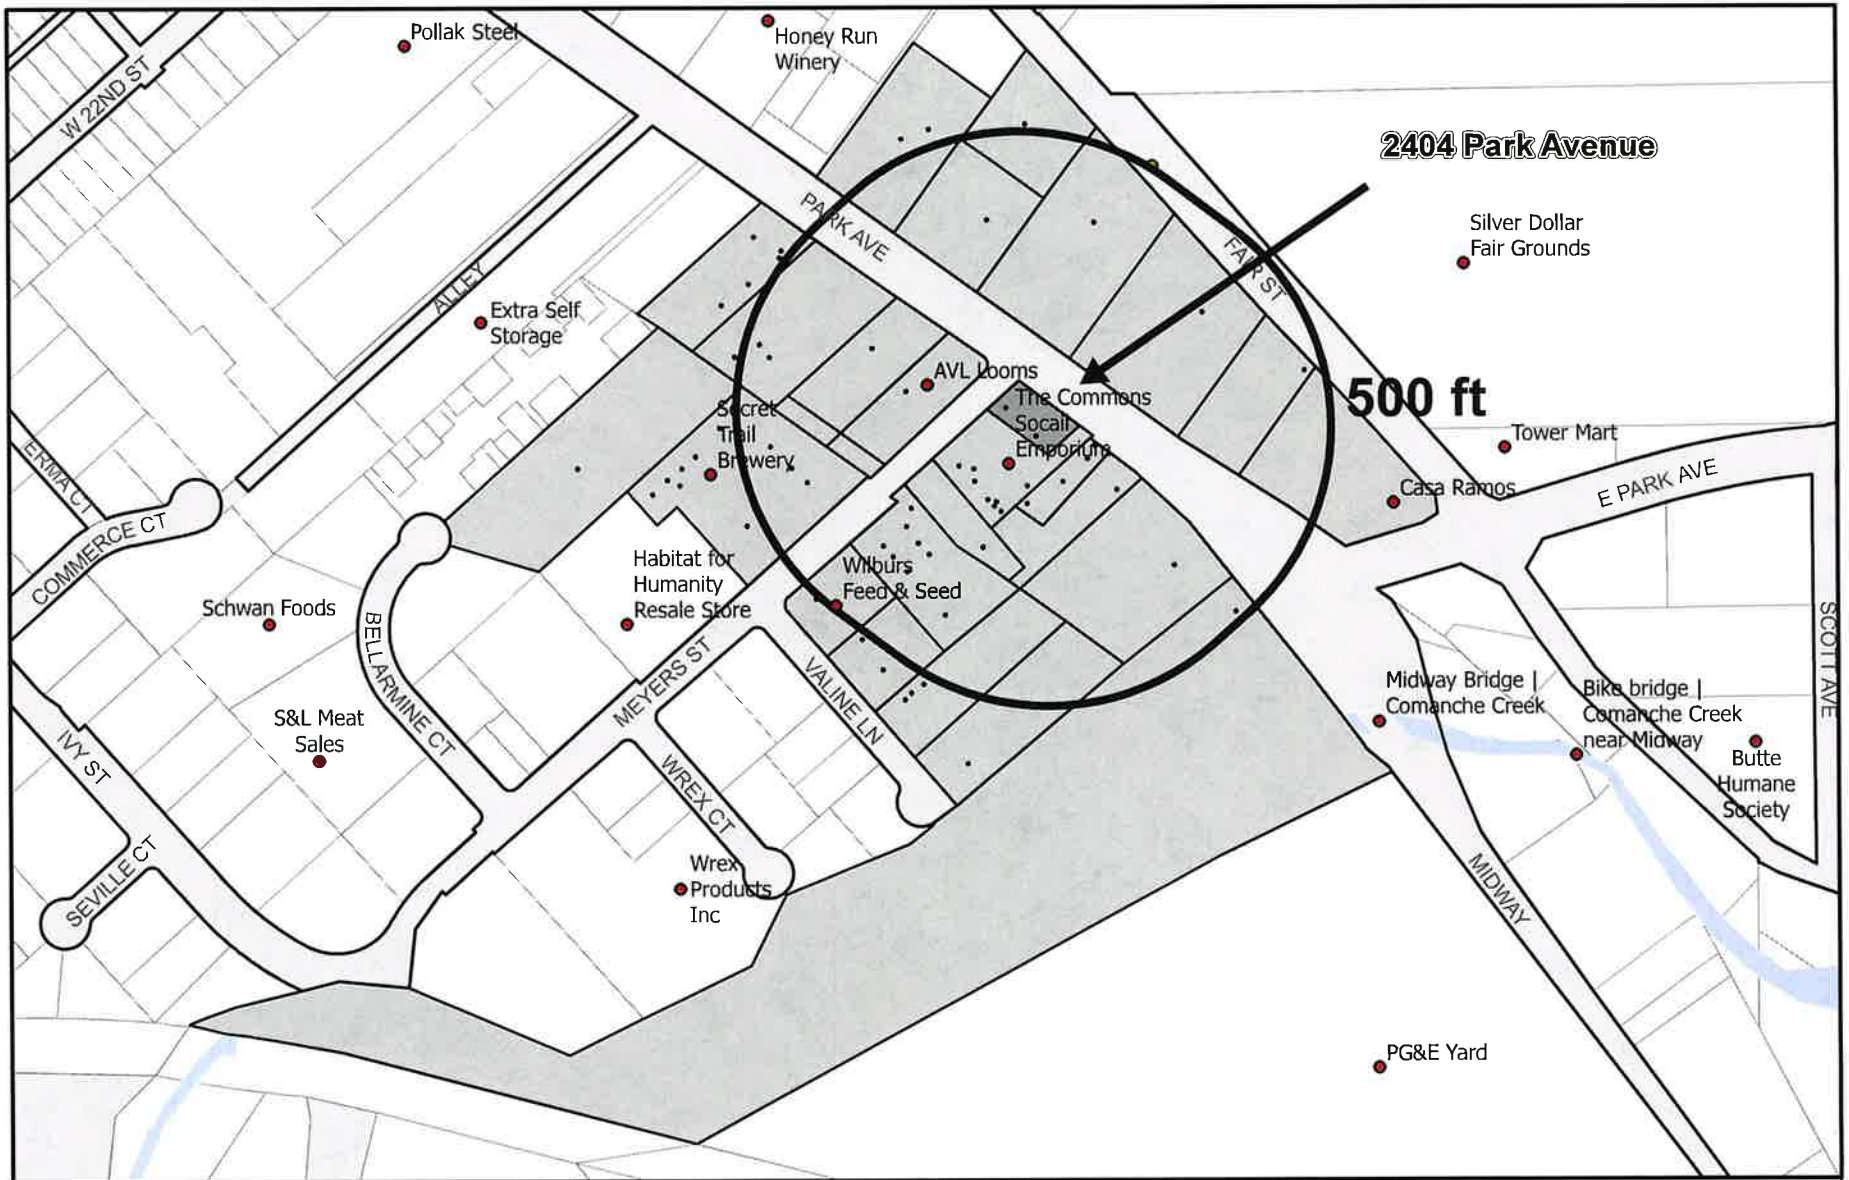 Pollak Steel
Honey Run
Winery
W 22ND ST
2404 Park Avenue
PARK AVE
Silver Dollar
Fair Grounds
FAIR ST
ALLEY
Extra Self
Storage
AVL Looms
The Commons
Socail
Emporium
500 ft
Secret
Trail
Brewery
Tower Mart
ERMA CT
Casa Ramos
E PARK AVE
COMMERCE CT
Habitat for
Humanity
Resale Store
Wilburs
Feed & Seed
Schwan Foods
BELLARMINE CT
SCOTT AVE
MEYERS ST
VALINE LN
Midway Bridge |
Comanche Creek
Bike bridge |
Comanche Creek
near Midway
S&L Meat
Sales
IVY ST
WREX CT
Butte
Humane
Society
SEVILLE CT
Wrex
Products
Inc
MIDWAY
PG&E Yard